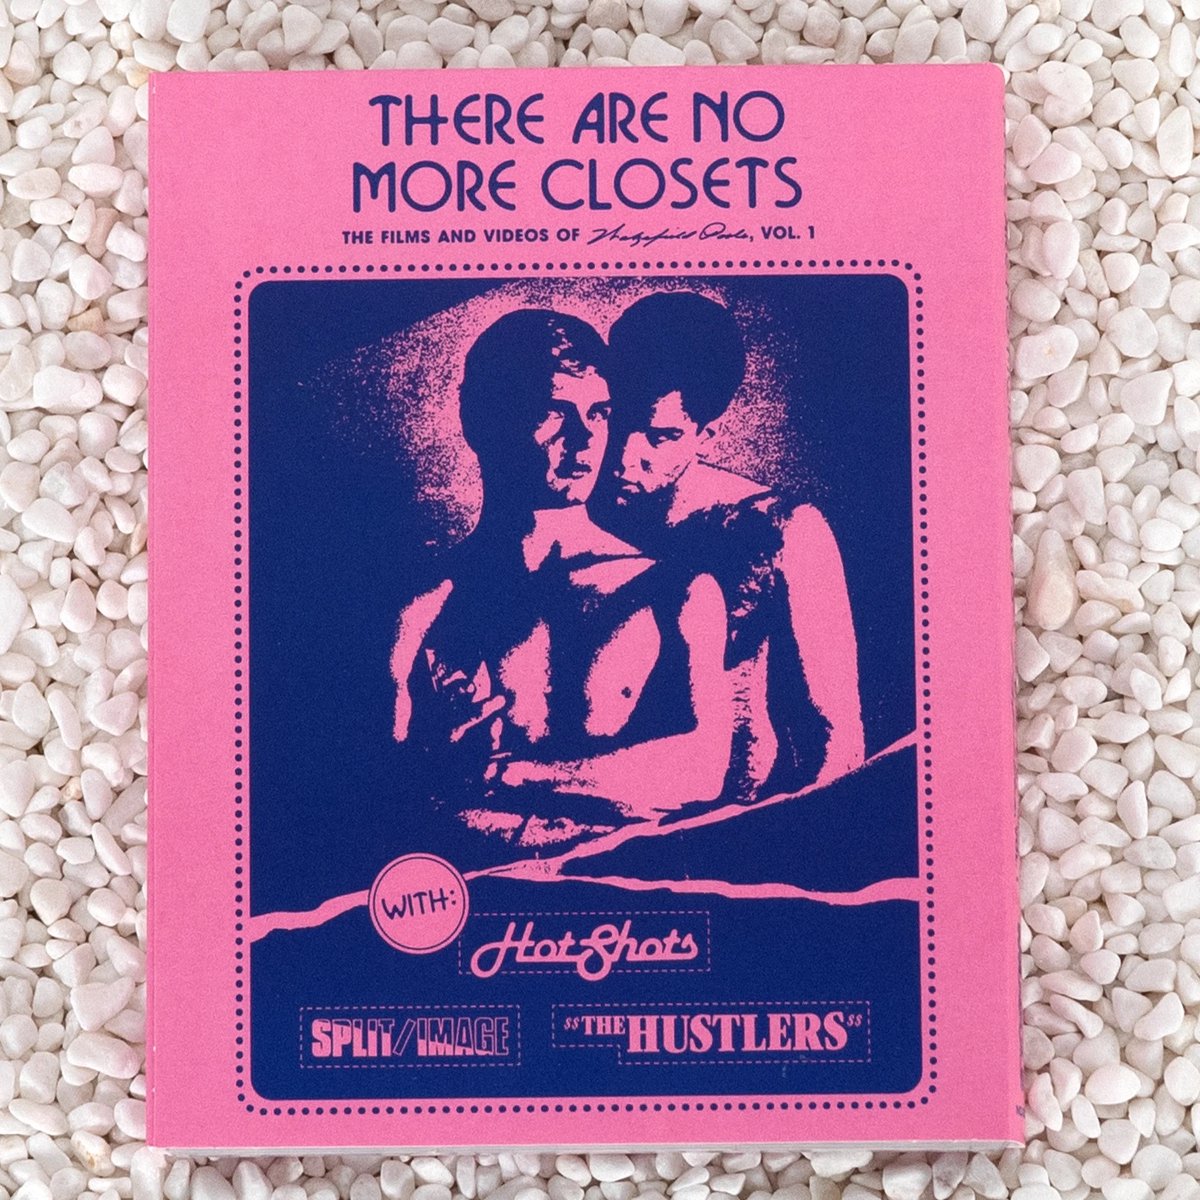 THERE ARE NO
MORE CLOSETS
THE FILMS AND VIDEOS OF Wakefield Poole, VOL. 1
WITH:
Hot Shots
SPLIT/IMAGE
$$THE HUSTLERS$$